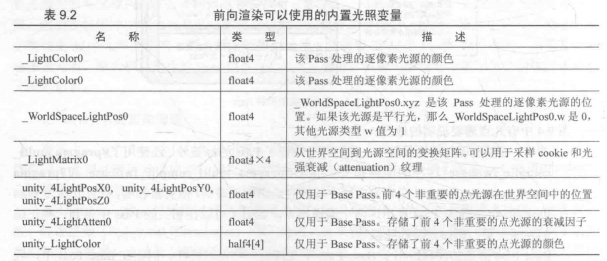 表 9.2 前向渲染可以使用的内置光照变量
名 称 类 型 描 述
_LightColor0 float4 该 Pass 处理的逐像素光源的颜色
_LightColor0 float4 该 Pass 处理的逐像素光源的颜色
_WorldSpaceLightPos0 float4 _WorldSpaceLightPos0.xyz 是该 Pass 处理的逐像素光源的位
置。如果该光源是平行光，那么_WorldSpaceLightPos0.w 是 0，
其他光源类型 w 值为 1
_LightMatrix0 float4×4 从世界空间到光源空间的变换矩阵。可以用于采样 cookie 和光
强衰减（attenuation）纹理
unity_4LightPosX0, unity_4LightPosY0,
unity_4LightPosZ0 float4 仅用于 Base Pass。前 4 个非重要的点光源在世界空间中的位置
unity_4LightAtten0 float4 仅用于 Base Pass。存储了前 4 个非重要的点光源的衰减因子
unity_LightColor half4[4] 仅用于 Base Pass。存储了前 4 个非重要的点光源的颜色